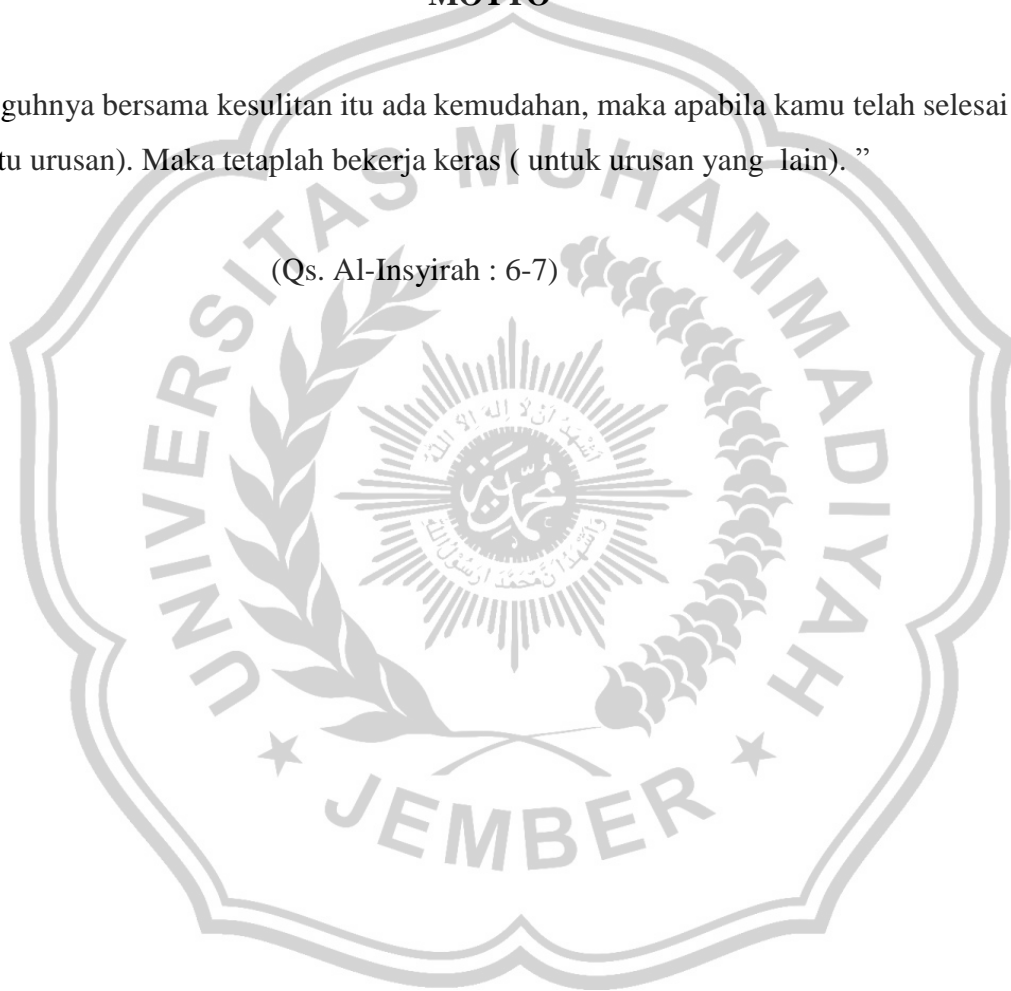 MOTTO
guhnya bersama kesulitan itu ada kemudahan, maka apabila kamu telah selesai
tu urusan). Maka tetaplah bekerja keras ( untuk urusan yang  lain). ”
(Qs. Al-Insyirah : 6-7)
UNIVERSITAS MUHAMMADIYAH
JEMBER